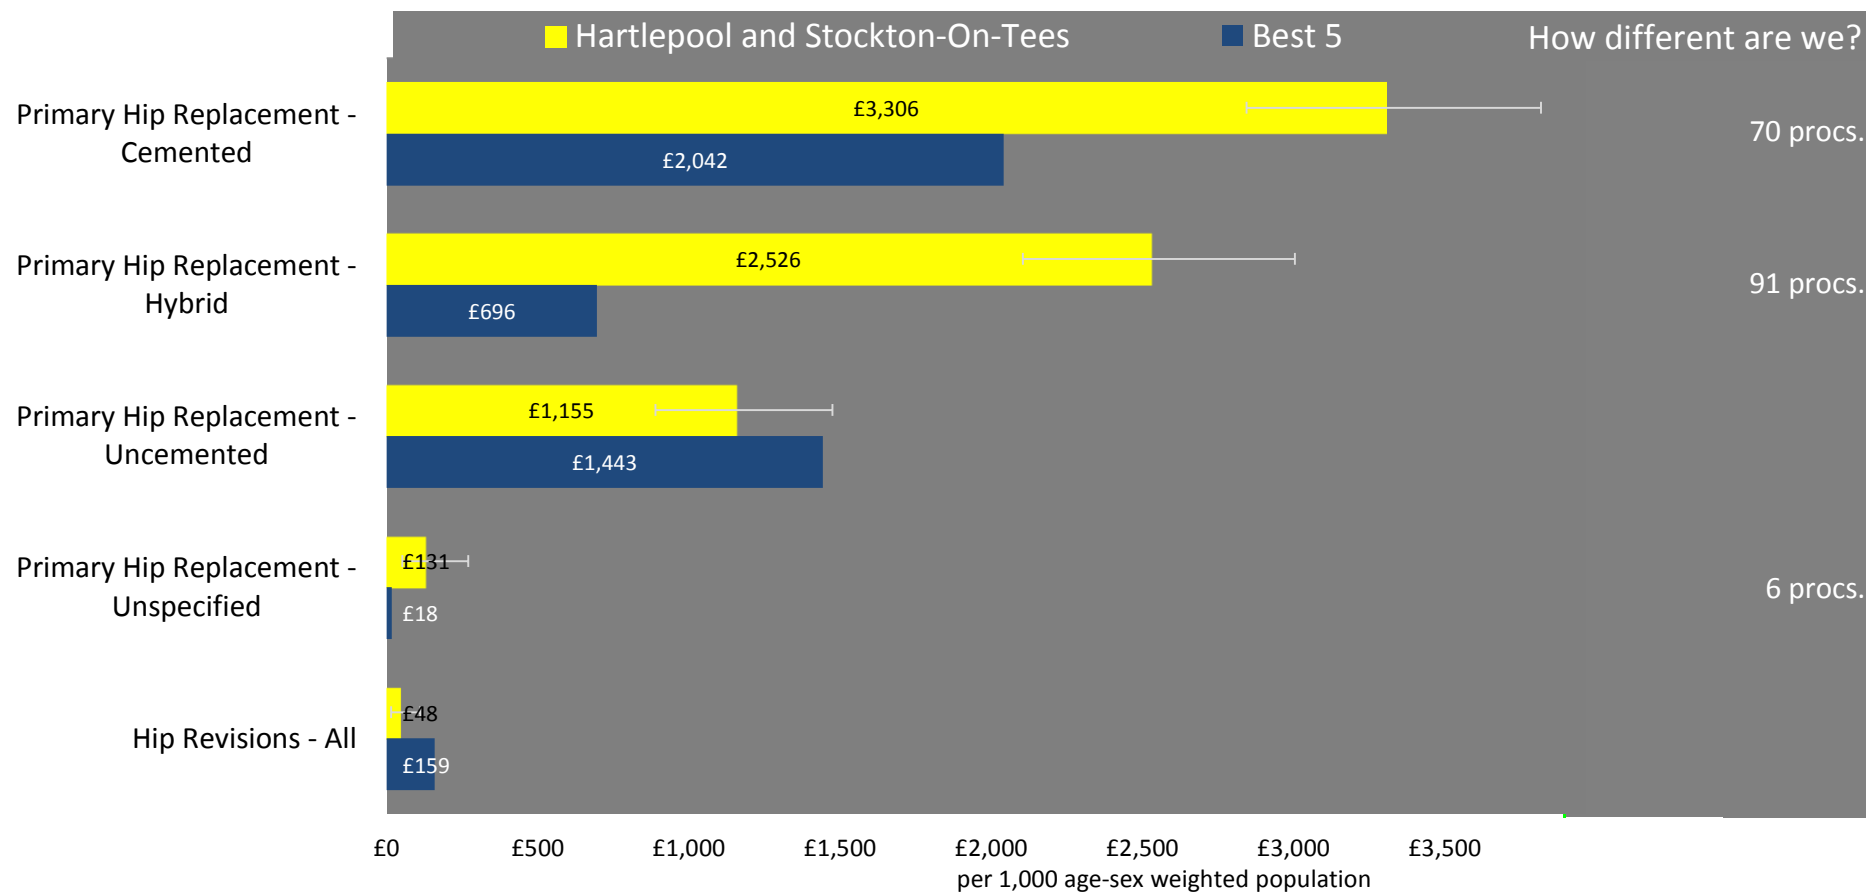 Hartlepool and Stockton-On-Tees
Best 5
How different are we?
Primary Hip Replacement -
Cemented
£3,306
£2,042
70 procs.
Primary Hip Replacement -
Hybrid
£2,526
£696
91 procs.
Primary Hip Replacement -
Uncemented
£1,155
£1,443
Primary Hip Replacement -
Unspecified
£131
£18
6 procs.
Hip Revisions - All
£48
£159
£0
£500
£1,000
£1,500
£2,000
£2,500
£3,000
£3,500
per 1,000 age-sex weighted population